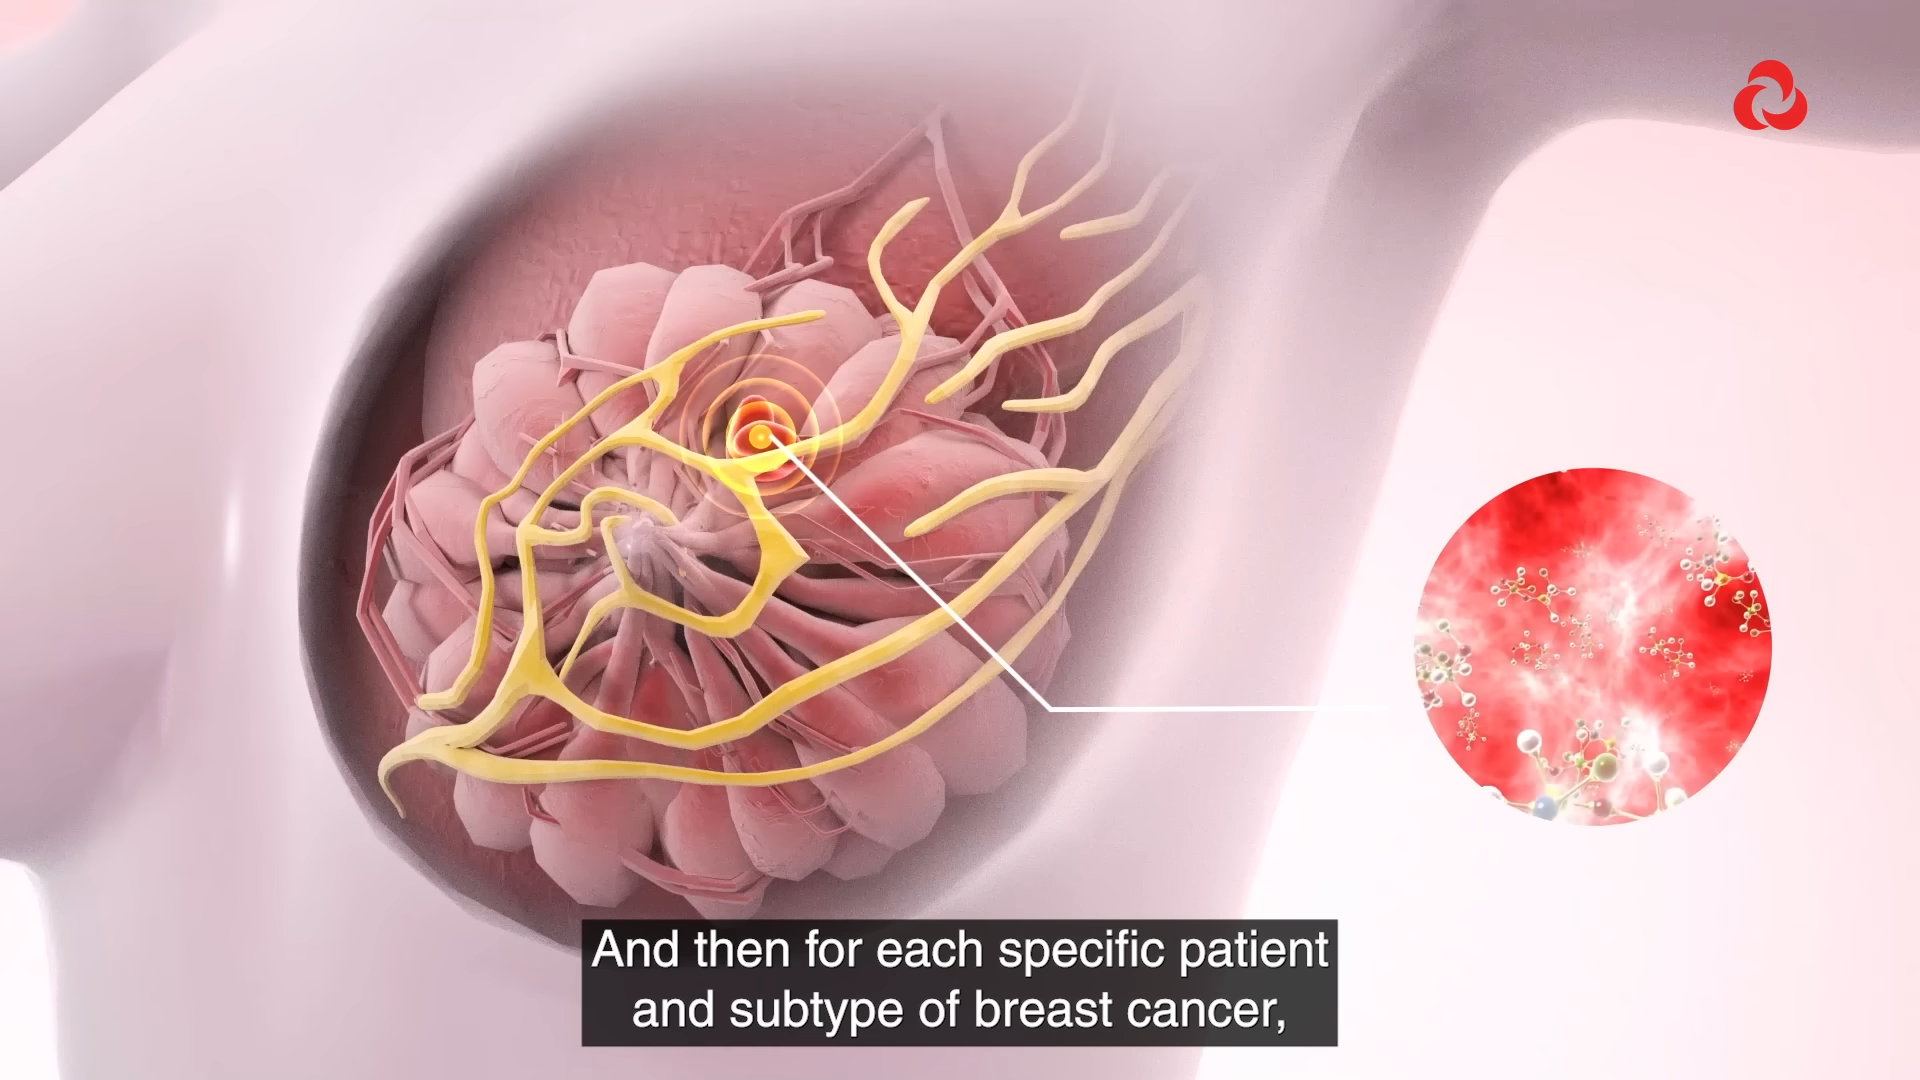 And then for each specific patient
and subtype of breast cancer,